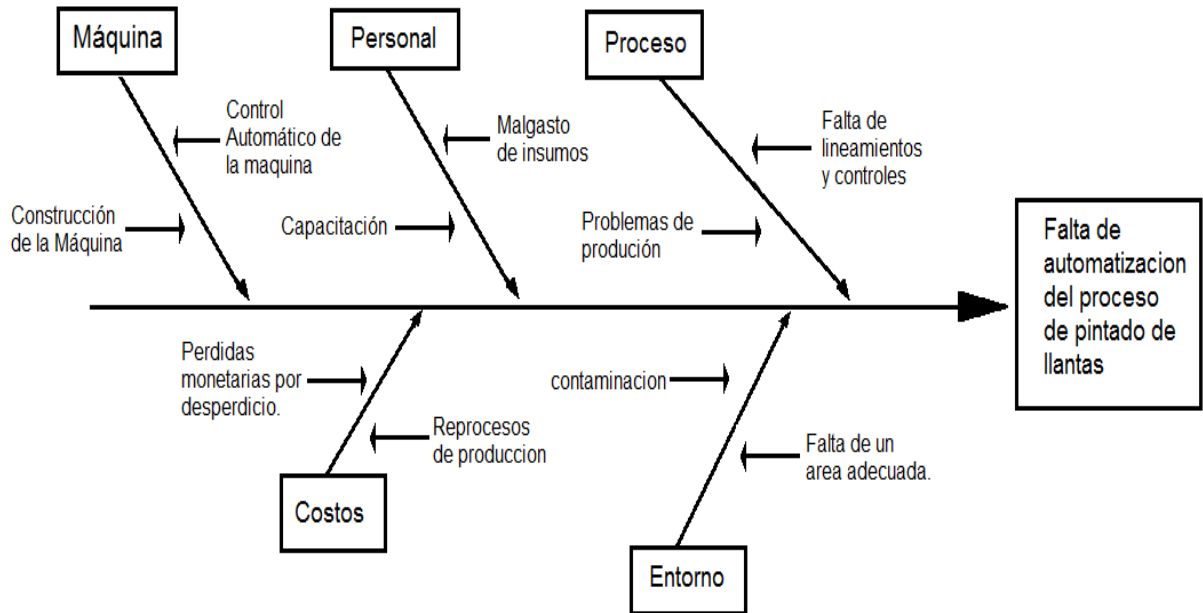 Máquina
Personal
Proceso
Control
Automático de
la maquina
Malgasto
de insumos
Falta de
lineamientos
y controles
Construcción
de la Máquina
Capacitación
Problemas de
produción
Falta de
automatizacion
del proceso
de pintado de
llantas
Perdidas
monetarias por
desperdicio.
contaminacion
Reprocesos
de produccion
Falta de un
area adecuada.
Costos
Entorno